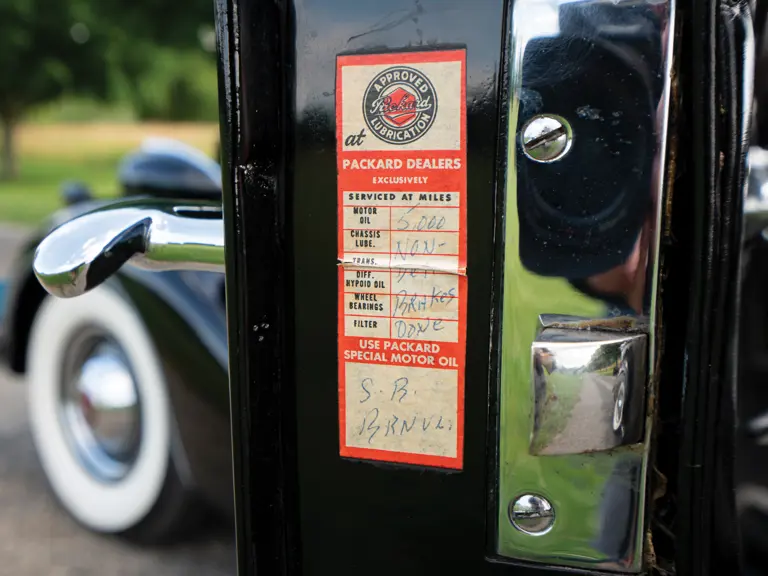 APPROVED
Packard
LUBRICATION
at
PACKARD DEALERS
EXCLUSIVELY
SERVICED AT MILES
MOTOR OIL 5,000
CHASSIS LUBE. NON-
TRANS.
DIFF. HYPOID OIL
WHEEL BEARINGS BRAKES
FILTER DONE
USE PACKARD
SPECIAL MOTOR OIL
S. B.